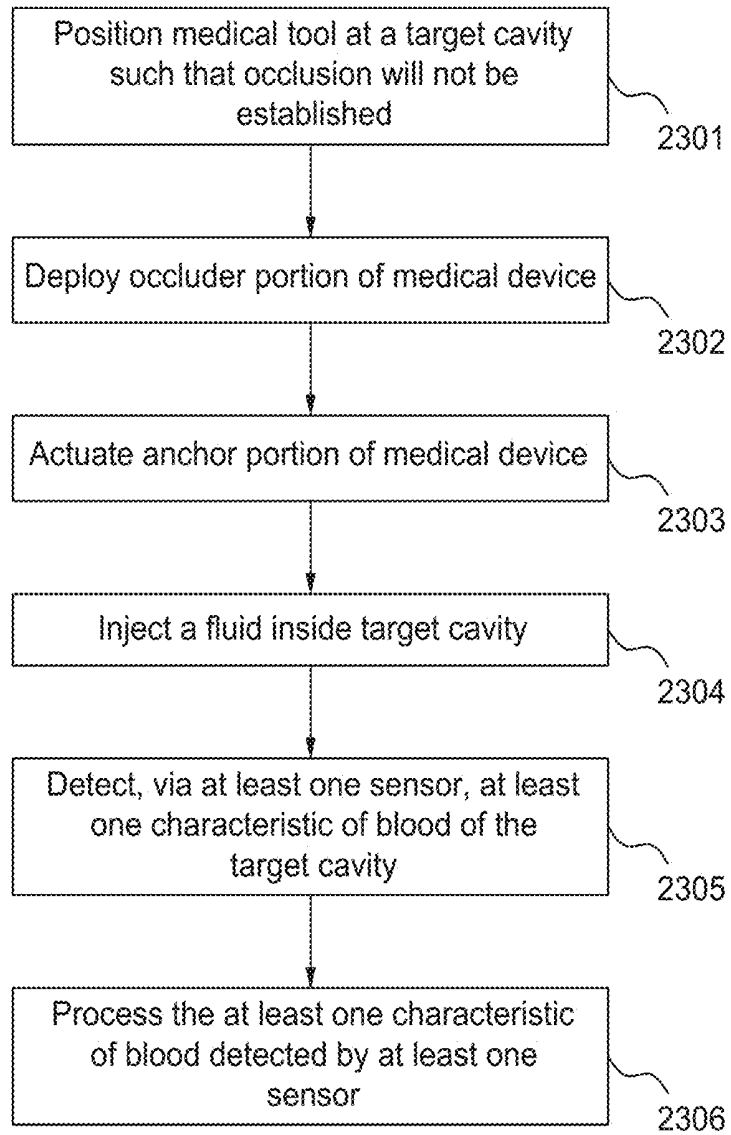 Position medical tool at a target cavity
such that occlusion will not be
established
2301
Deploy occluder portion of medical device
2302
Actuate anchor portion of medical device
2303
Inject a fluid inside target cavity
2304
Detect, via at least one sensor, at least
one characteristic of blood of the
target cavity
2305
Process the at least one characteristic
of blood detected by at least one
sensor
2306